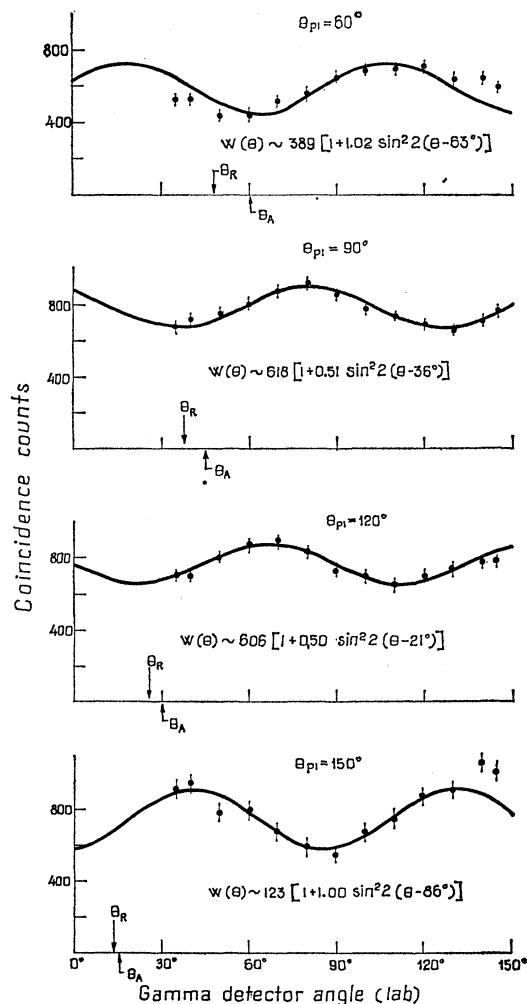 θp₁=60°
800
400
W(θ) ~ 389 [1+1.02 sin²2(θ-63°)]
θR
θA
θp₁=90°
800
400
W(θ) ~ 618 [1+0.51 sin²2(θ-36°)]
θR
θA
θp₁=120°
800
400
W(θ) ~ 606 [1+0,50 sin²2(θ-21°)]
θR
θA
θp₁=150°
800
400
W(θ) ~ 123 [1+1.00 sin²2(θ-86°)]
θR
θA
0° 30° 60° 90° 120° 150°
Gamma detector angle (lab)
Coincidence counts